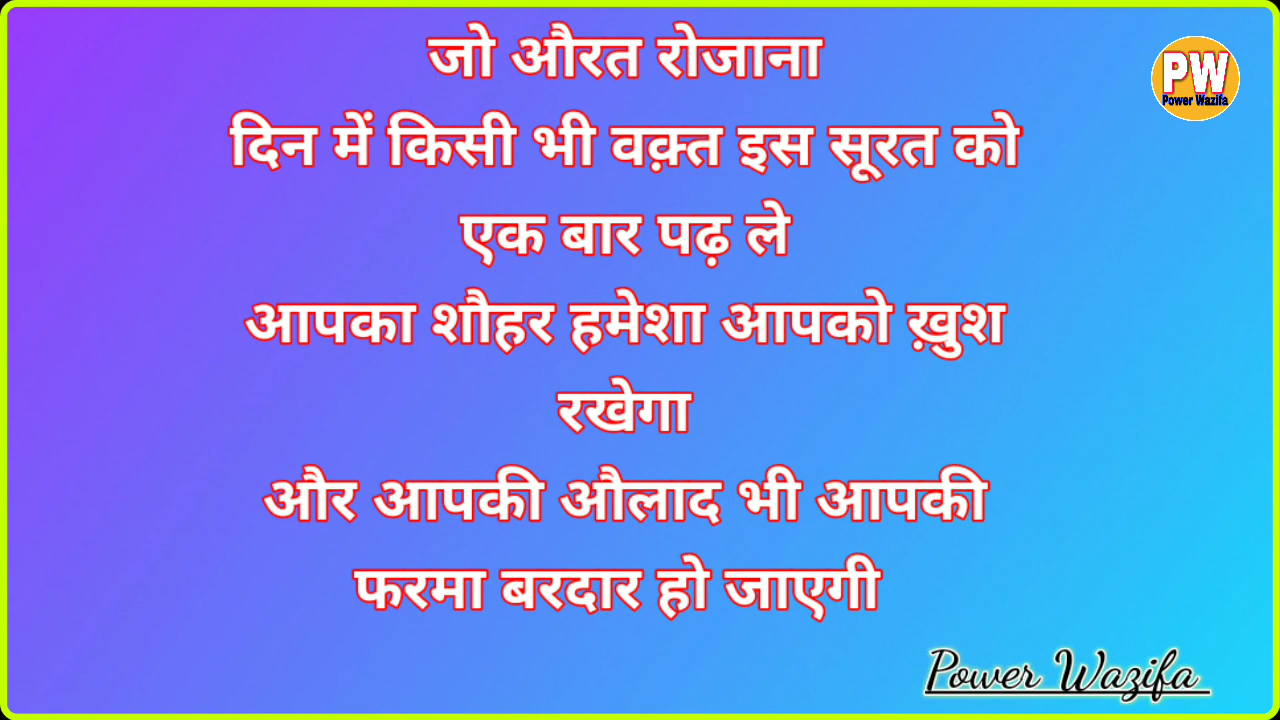 जो औरत रोजाना
दिन में किसी भी वक़्त इस सूरत को
एक बार पढ़ ले
आपका शौहर हमेशा आपको ख़ुश
रखेगा
और आपकी औलाद भी आपकी
फरमा बरदार हो जाएगी
PW
Power Wazifa
Power Wazifa